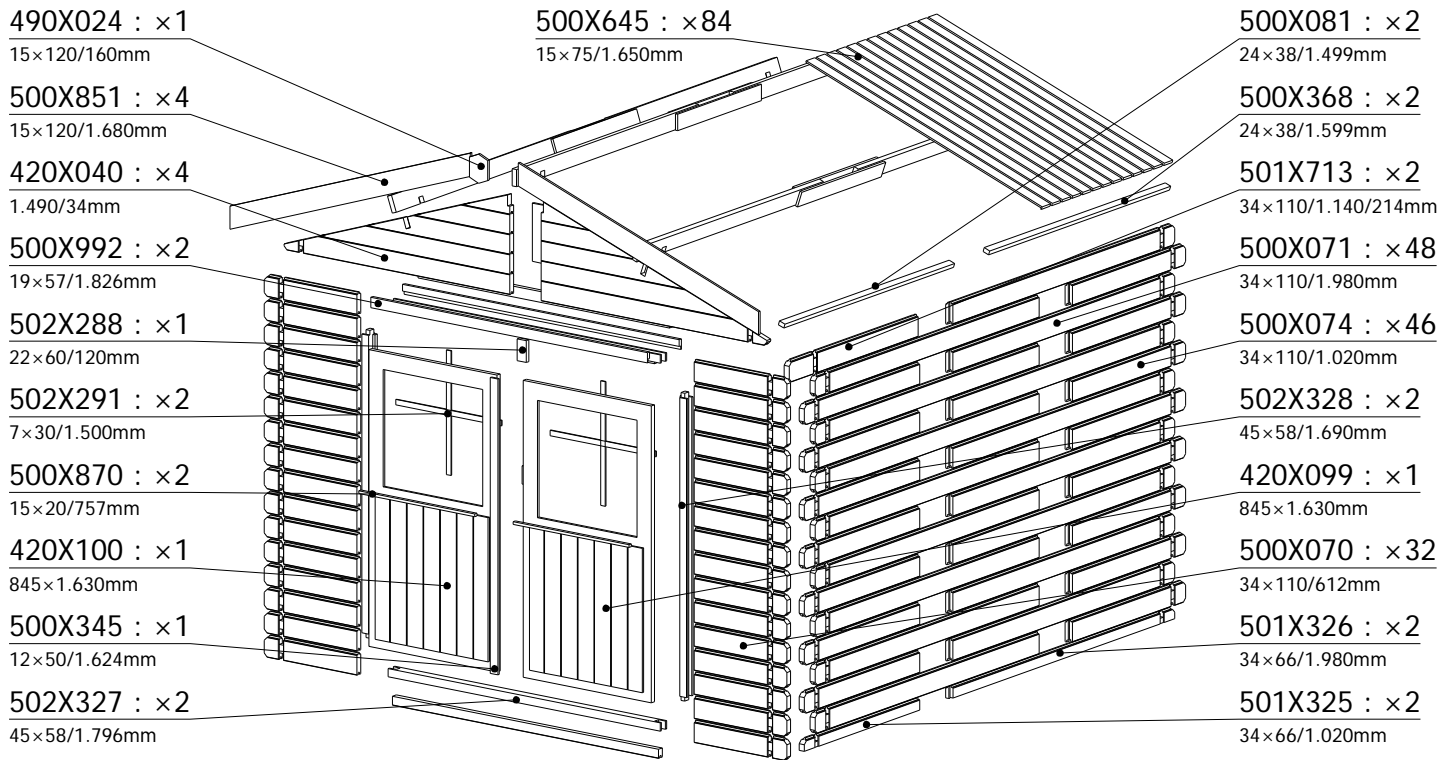 490X024 : ×1
15×120/160mm
500X851 : ×4
15×120/1.680mm
420X040 : ×4
1.490/34mm
500X992 : ×2
19×57/1.826mm
502X288 : ×1
22×60/120mm
502X291 : ×2
7×30/1.500mm
500X870 : ×2
15×20/757mm
420X100 : ×1
845×1.630mm
500X345 : ×1
12×50/1.624mm
502X327 : ×2
45×58/1.796mm
500X645 : ×84
15×75/1.650mm
500X081 : ×2
24×38/1.499mm
500X368 : ×2
24×38/1.599mm
501X713 : ×2
34×110/1.140/214mm
500X071 : ×48
34×110/1.980mm
500X074 : ×46
34×110/1.020mm
502X328 : ×2
45×58/1.690mm
420X099 : ×1
845×1.630mm
500X070 : ×32
34×110/612mm
501X326 : ×2
34×66/1.980mm
501X325 : ×2
34×66/1.020mm